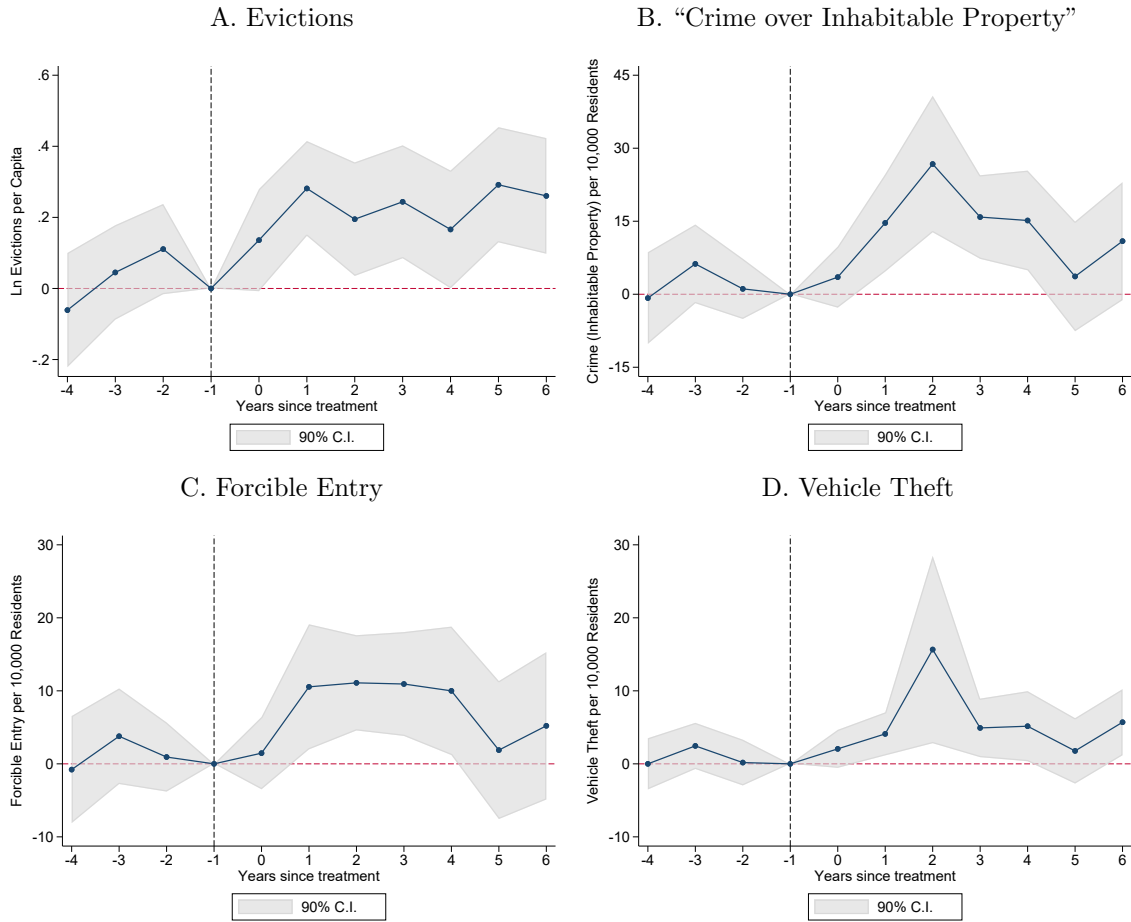 A. Evictions
Ln Evictions per Capita
.6
.4
.2
0
-.2
-4 -3 -2 -1 0 1 2 3 4 5 6
Years since treatment
90% C.I.
B. “Crime over Inhabitable Property”
Crime (Inhabitable Property) per 10,000 Residents
45
30
15
0
-15
-4 -3 -2 -1 0 1 2 3 4 5 6
Years since treatment
90% C.I.
C. Forcible Entry
Forcible Entry per 10,000 Residents
30
20
10
0
-10
-4 -3 -2 -1 0 1 2 3 4 5 6
Years since treatment
90% C.I.
D. Vehicle Theft
Vehicle Theft per 10,000 Residents
30
20
10
0
-10
-4 -3 -2 -1 0 1 2 3 4 5 6
Years since treatment
90% C.I.